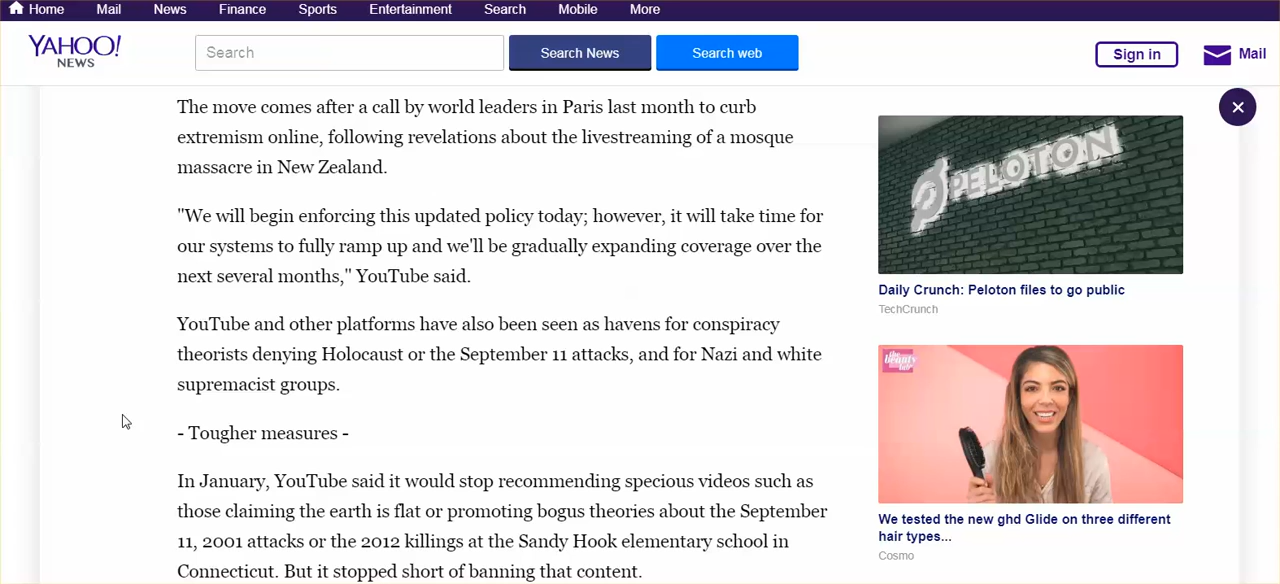 Home Mail News Finance Sports Entertainment Search Mobile More
YAHOO!
NEWS
Search
Search News
Search web
Sign in
Mail
The move comes after a call by world leaders in Paris last month to curb
extremism online, following revelations about the livestreaming of a mosque
massacre in New Zealand.
"We will begin enforcing this updated policy today; however, it will take time for
our systems to fully ramp up and we'll be gradually expanding coverage over the
next several months," YouTube said.
YouTube and other platforms have also been seen as havens for conspiracy
theorists denying Holocaust or the September 11 attacks, and for Nazi and white
supremacist groups.
- Tougher measures -
In January, YouTube said it would stop recommending specious videos such as
those claiming the earth is flat or promoting bogus theories about the September
11, 2001 attacks or the 2012 killings at the Sandy Hook elementary school in
Connecticut. But it stopped short of banning that content.
PELOTON
Daily Crunch: Peloton files to go public
TechCrunch
the
beauty
lab
We tested the new ghd Glide on three different
hair types...
Cosmo